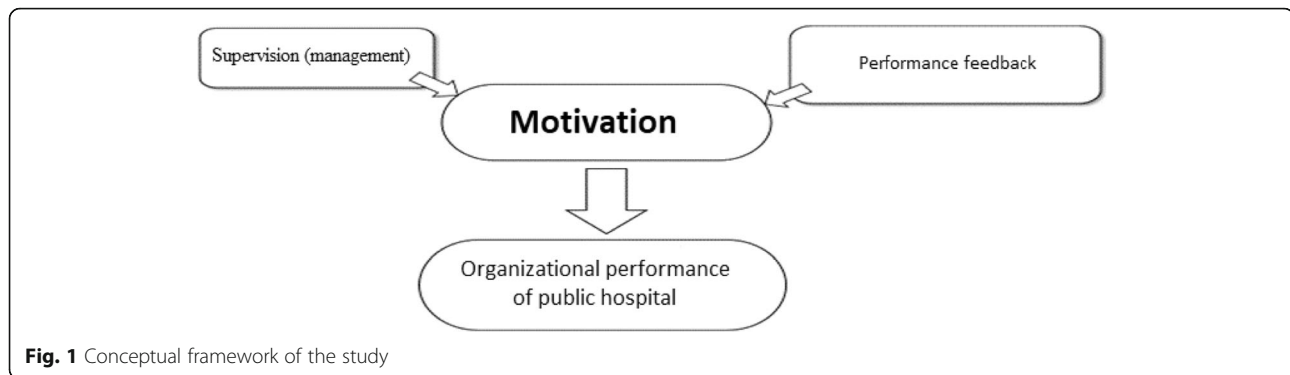 Supervision (management)
Performance feedback
Motivation
Organizational performance
of public hospital
Fig. 1 Conceptual framework of the study